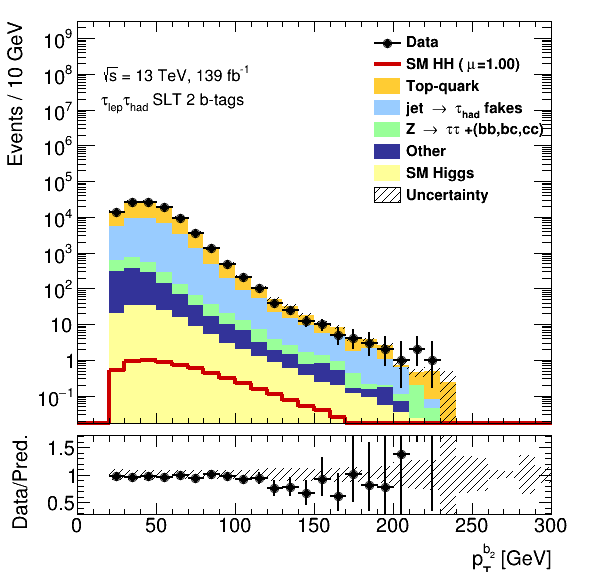 Events / 10 GeV
10⁹
10⁸
10⁷
10⁶
10⁵
10⁴
10³
10²
10
1
10⁻¹
√s = 13 TeV, 139 fb⁻¹
τlepτhad SLT 2 b-tags
Data
SM HH ( μ=1.00)
Top-quark
jet → τhad fakes
Z → ττ +(bb,bc,cc)
Other
SM Higgs
Uncertainty
Data/Pred.
1.5
1
0.5
0 50 100 150 200 250 300
pTb2 [GeV]